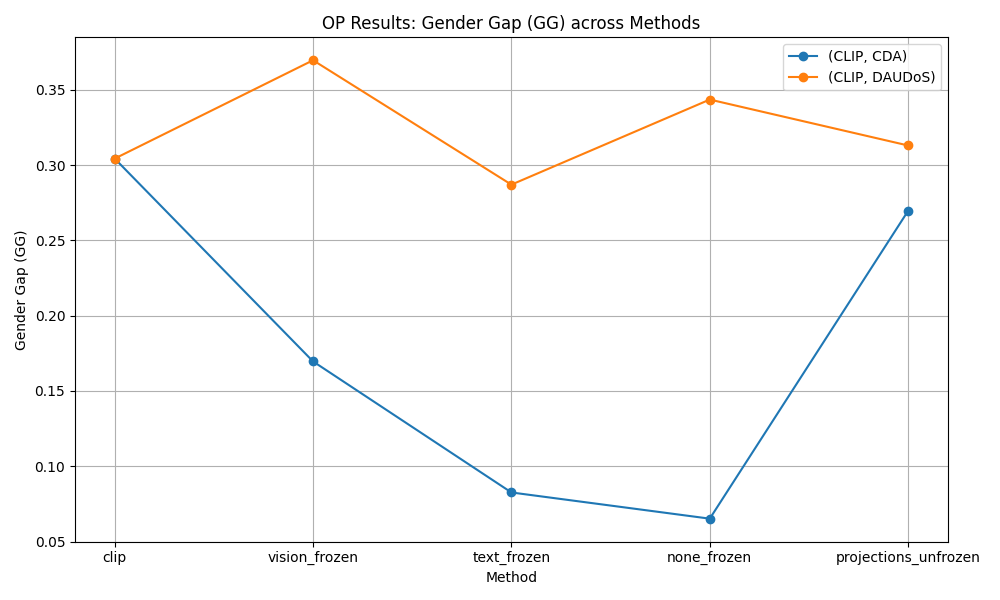 OP Results: Gender Gap (GG) across Methods
(CLIP, CDA)
(CLIP, DAUDoS)
Gender Gap (GG)
0.35
0.30
0.25
0.20
0.15
0.10
0.05
clip vision_frozen text_frozen none_frozen projections_unfrozen
Method